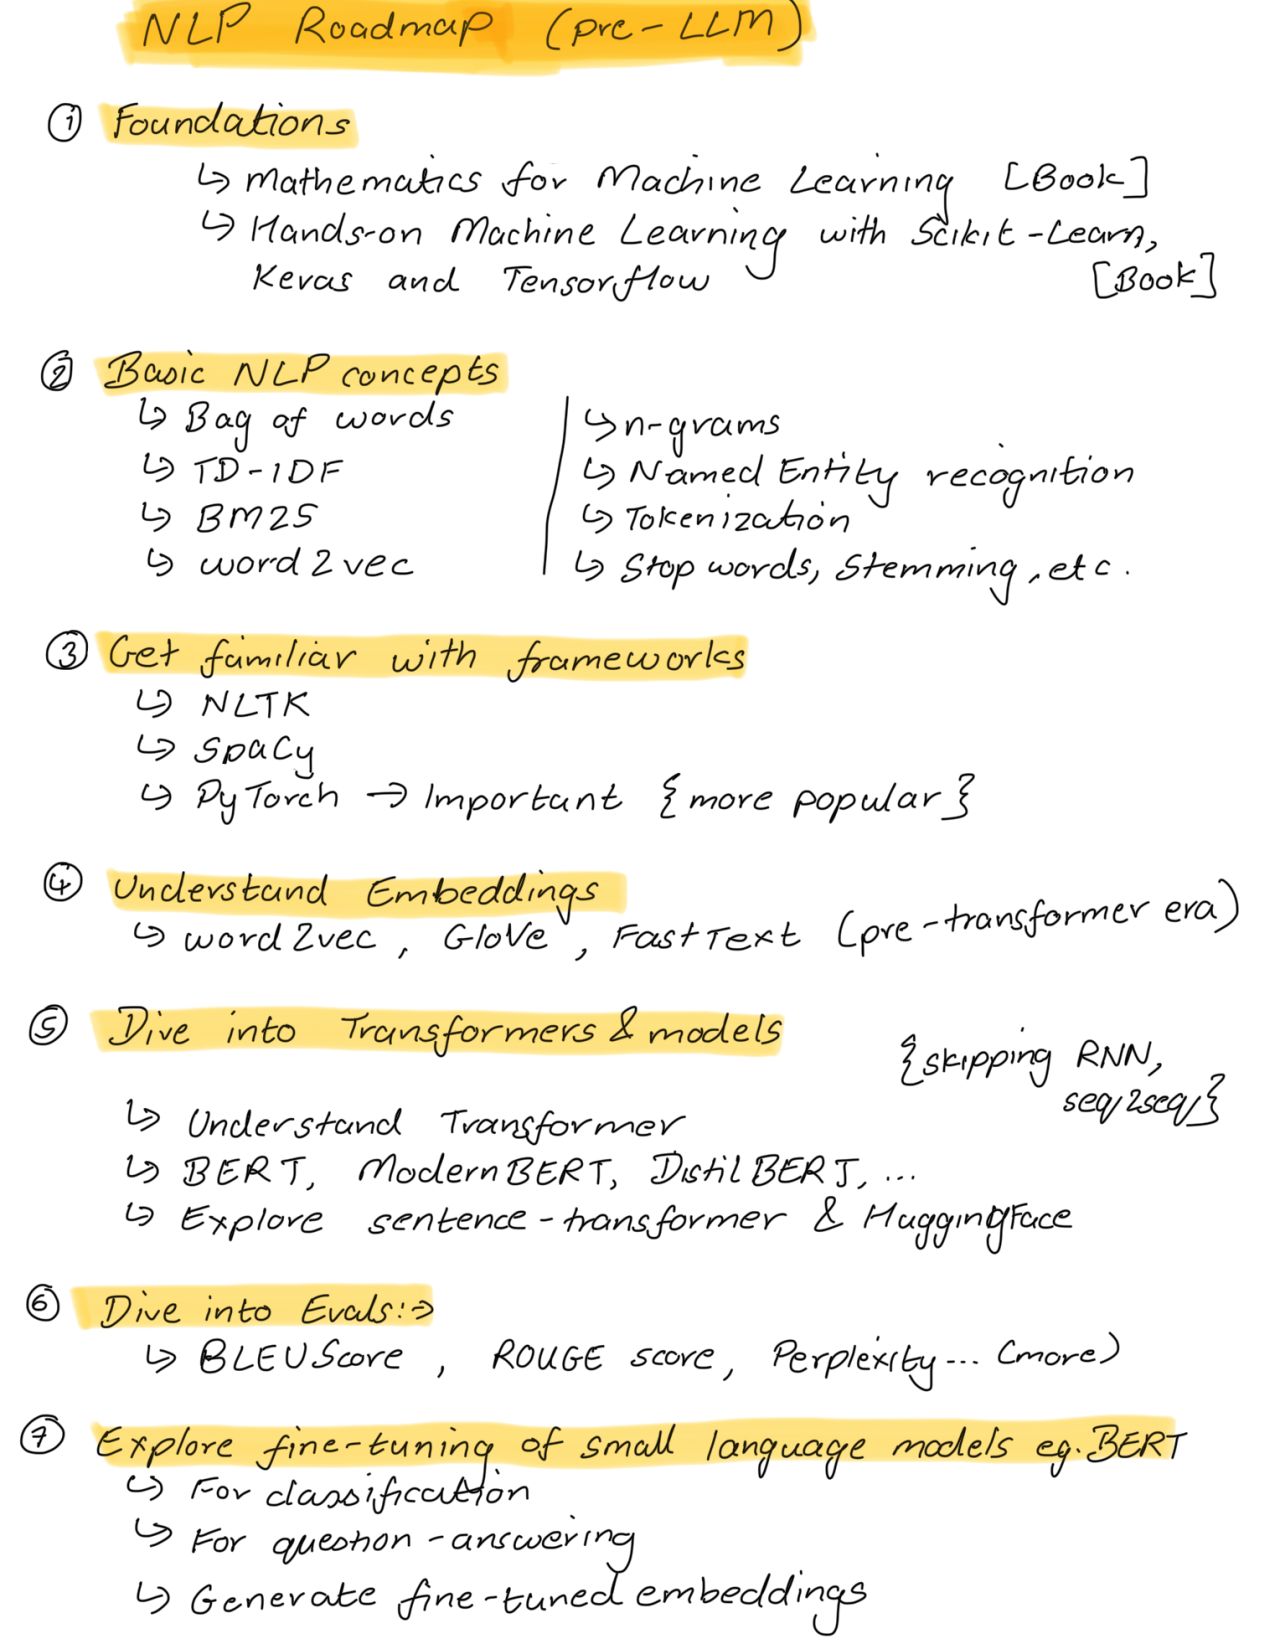 NLP Roadmap (pre-LLM)
① Foundations
↳ Mathematics for Machine Learning [Book]
↳ Hands-on Machine Learning with Scikit-Learn,
Keras and Tensorflow [Book]
② Basic NLP concepts
↳ Bag of words
↳ TD-IDF
↳ BM25
↳ word2vec
↳ n-grams
↳ Named Entity recognition
↳ Tokenization
↳ Stop words, Stemming, etc.
③ Get familiar with frameworks
↳ NLTK
↳ SpaCy
↳ PyTorch → Important {more popular}
④ Understand Embeddings
↳ word2vec, GloVe, FastText (pre-transformer era)
⑤ Dive into Transformers & models
{skipping RNN,
seq2seq}
↳ Understand Transformer
↳ BERT, ModernBERT, DistilBERT, ...
↳ Explore sentence-transformer & HuggingFace
⑥ Dive into Evals:→
↳ BLEUScore, ROUGE score, Perplexity... (more)
⑦ Explore fine-tuning of small language models eg. BERT
↳ For classification
↳ For question-answering
↳ Generate fine-tuned embeddings